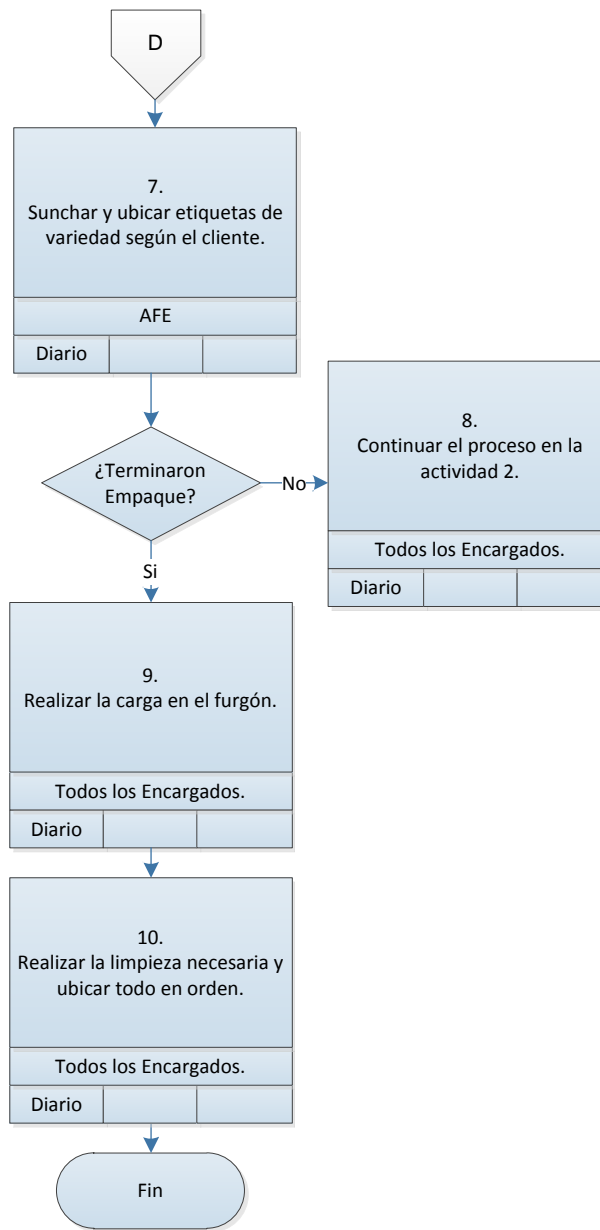 D
7.
Sunchar y ubicar etiquetas de
variedad según el cliente.
AFE
Diario
¿Terminaron
Empaque?
No
8.
Continuar el proceso en la
actividad 2.
Todos los Encargados.
Diario
Si
9.
Realizar la carga en el furgón.
Todos los Encargados.
Diario
10.
Realizar la limpieza necesaria y
ubicar todo en orden.
Todos los Encargados.
Diario
Fin